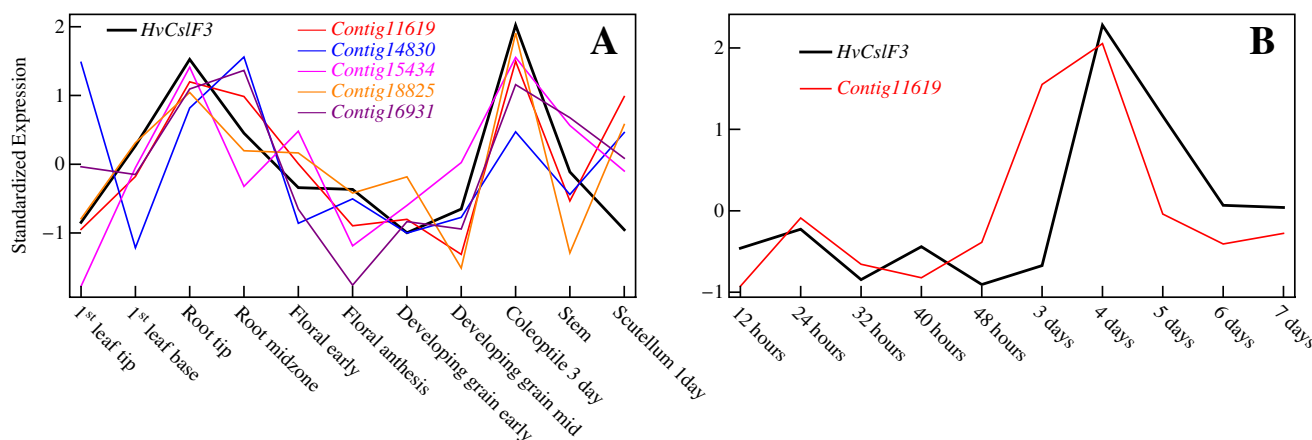 A
HvCslF3
Contig11619
Contig14830
Contig15434
Contig18825
Contig16931
Standardized Expression
2
1
0
−1
1st leaf tip
1st leaf base
Root tip
Root midzone
Floral early
Floral anthesis
Developing grain early
Developing grain mid
Coleoptile 3 day
Stem
Scutellum 1day
B
HvCslF3
Contig11619
2
1
0
−1
12 hours
24 hours
32 hours
40 hours
48 hours
3 days
4 days
5 days
6 days
7 days